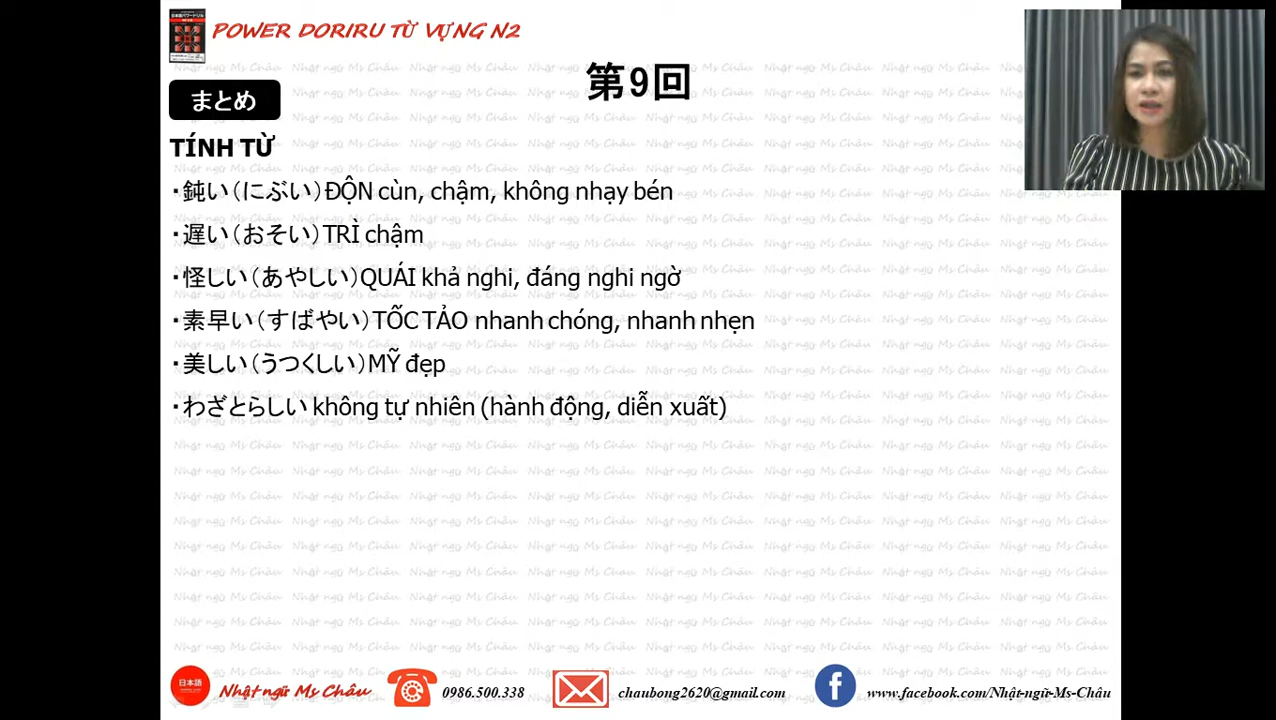 POWER DORIRU TỪ VỰNG N2
第9回
まとめ
TÍNH TỪ
・鈍い（にぶい）ĐỘN cùn, chậm, không nhạy bén
・遅い（おそい）TRÌ chậm
・怪しい（あやしい）QUÁI khả nghi, đáng nghi ngờ
・素早い（すばやい）TỐC TẢO nhanh chóng, nhanh nhẹn
・美しい（うつくしい）MỸ đẹp
・わざとらしい không tự nhiên (hành động, diễn xuất)
日本語
Nhật ngữ Ms Châu
0986.500.338
chaubong2620@gmail.com
www.facebook.com/Nhật-ngữ-Ms-Châu